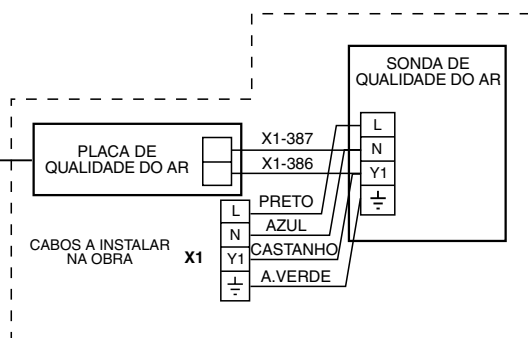 SONDA DE
QUALIDADE DO AR
L
N
Y1
PLACA DE
QUALIDADE DO AR
X1-387
X1-386
CABOS A INSTALAR
NA OBRA
X1
L
N
Y1
PRETO
AZUL
CASTANHO
A.VERDE